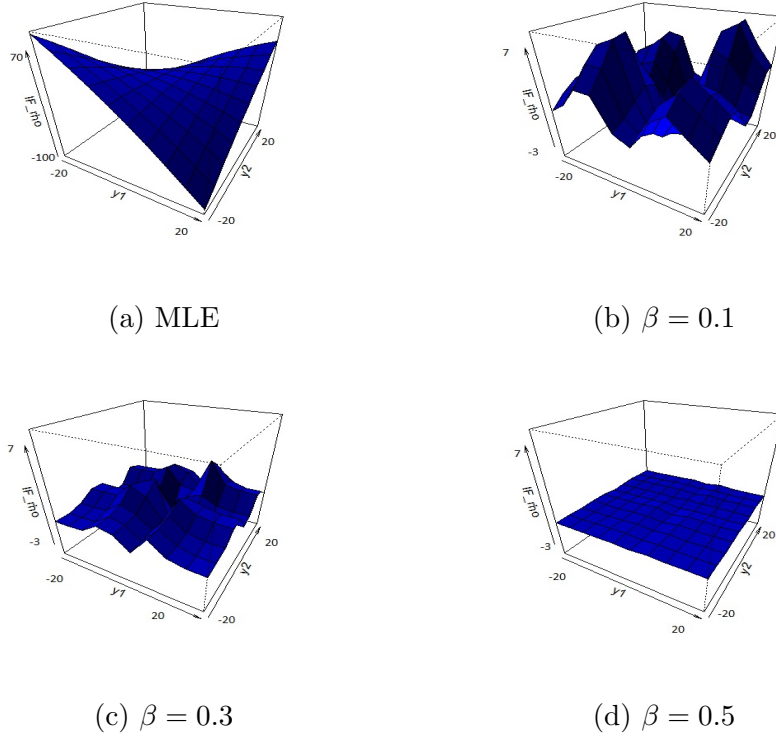 70
IF_rho
-100
-20
y1
20
-20
y2
20
(a) MLE
7
IF_rho
-3
-20
y1
20
-20
y2
20
(b) β = 0.1
7
IF_rho
-3
-20
y1
20
-20
y2
20
(c) β = 0.3
7
IF_rho
-3
-20
y1
20
-20
y2
20
(d) β = 0.5